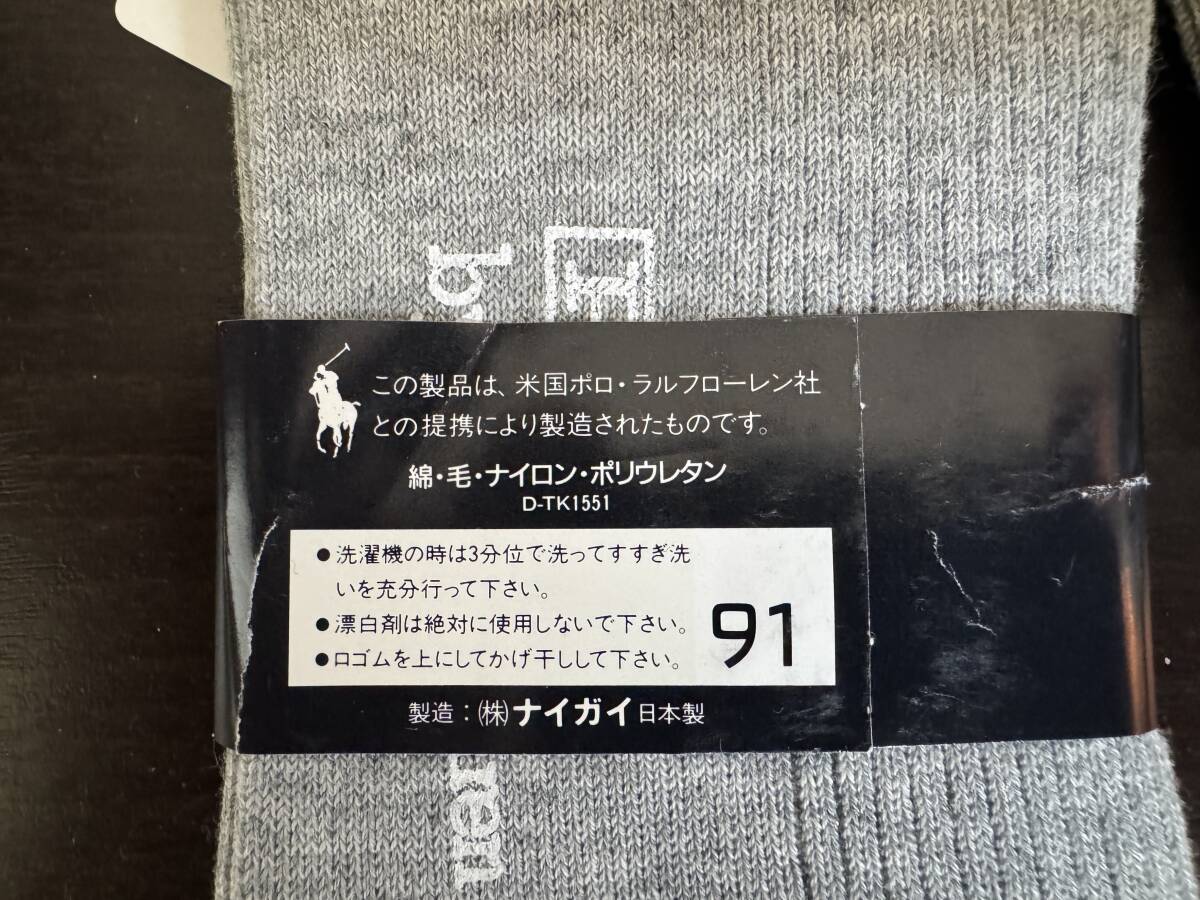 この製品は、米国ポロ・ラルフローレン社
との提携により製造されたものです。
綿・毛・ナイロン・ポリウレタン
D-TK1551
●洗濯機の時は3分位で洗ってすすぎ洗
いを充分行って下さい。
●漂白剤は絶対に使用しないで下さい。
●口ゴムを上にしてかげ干しして下さい。
91
製造：(株)ナイガイ日本製